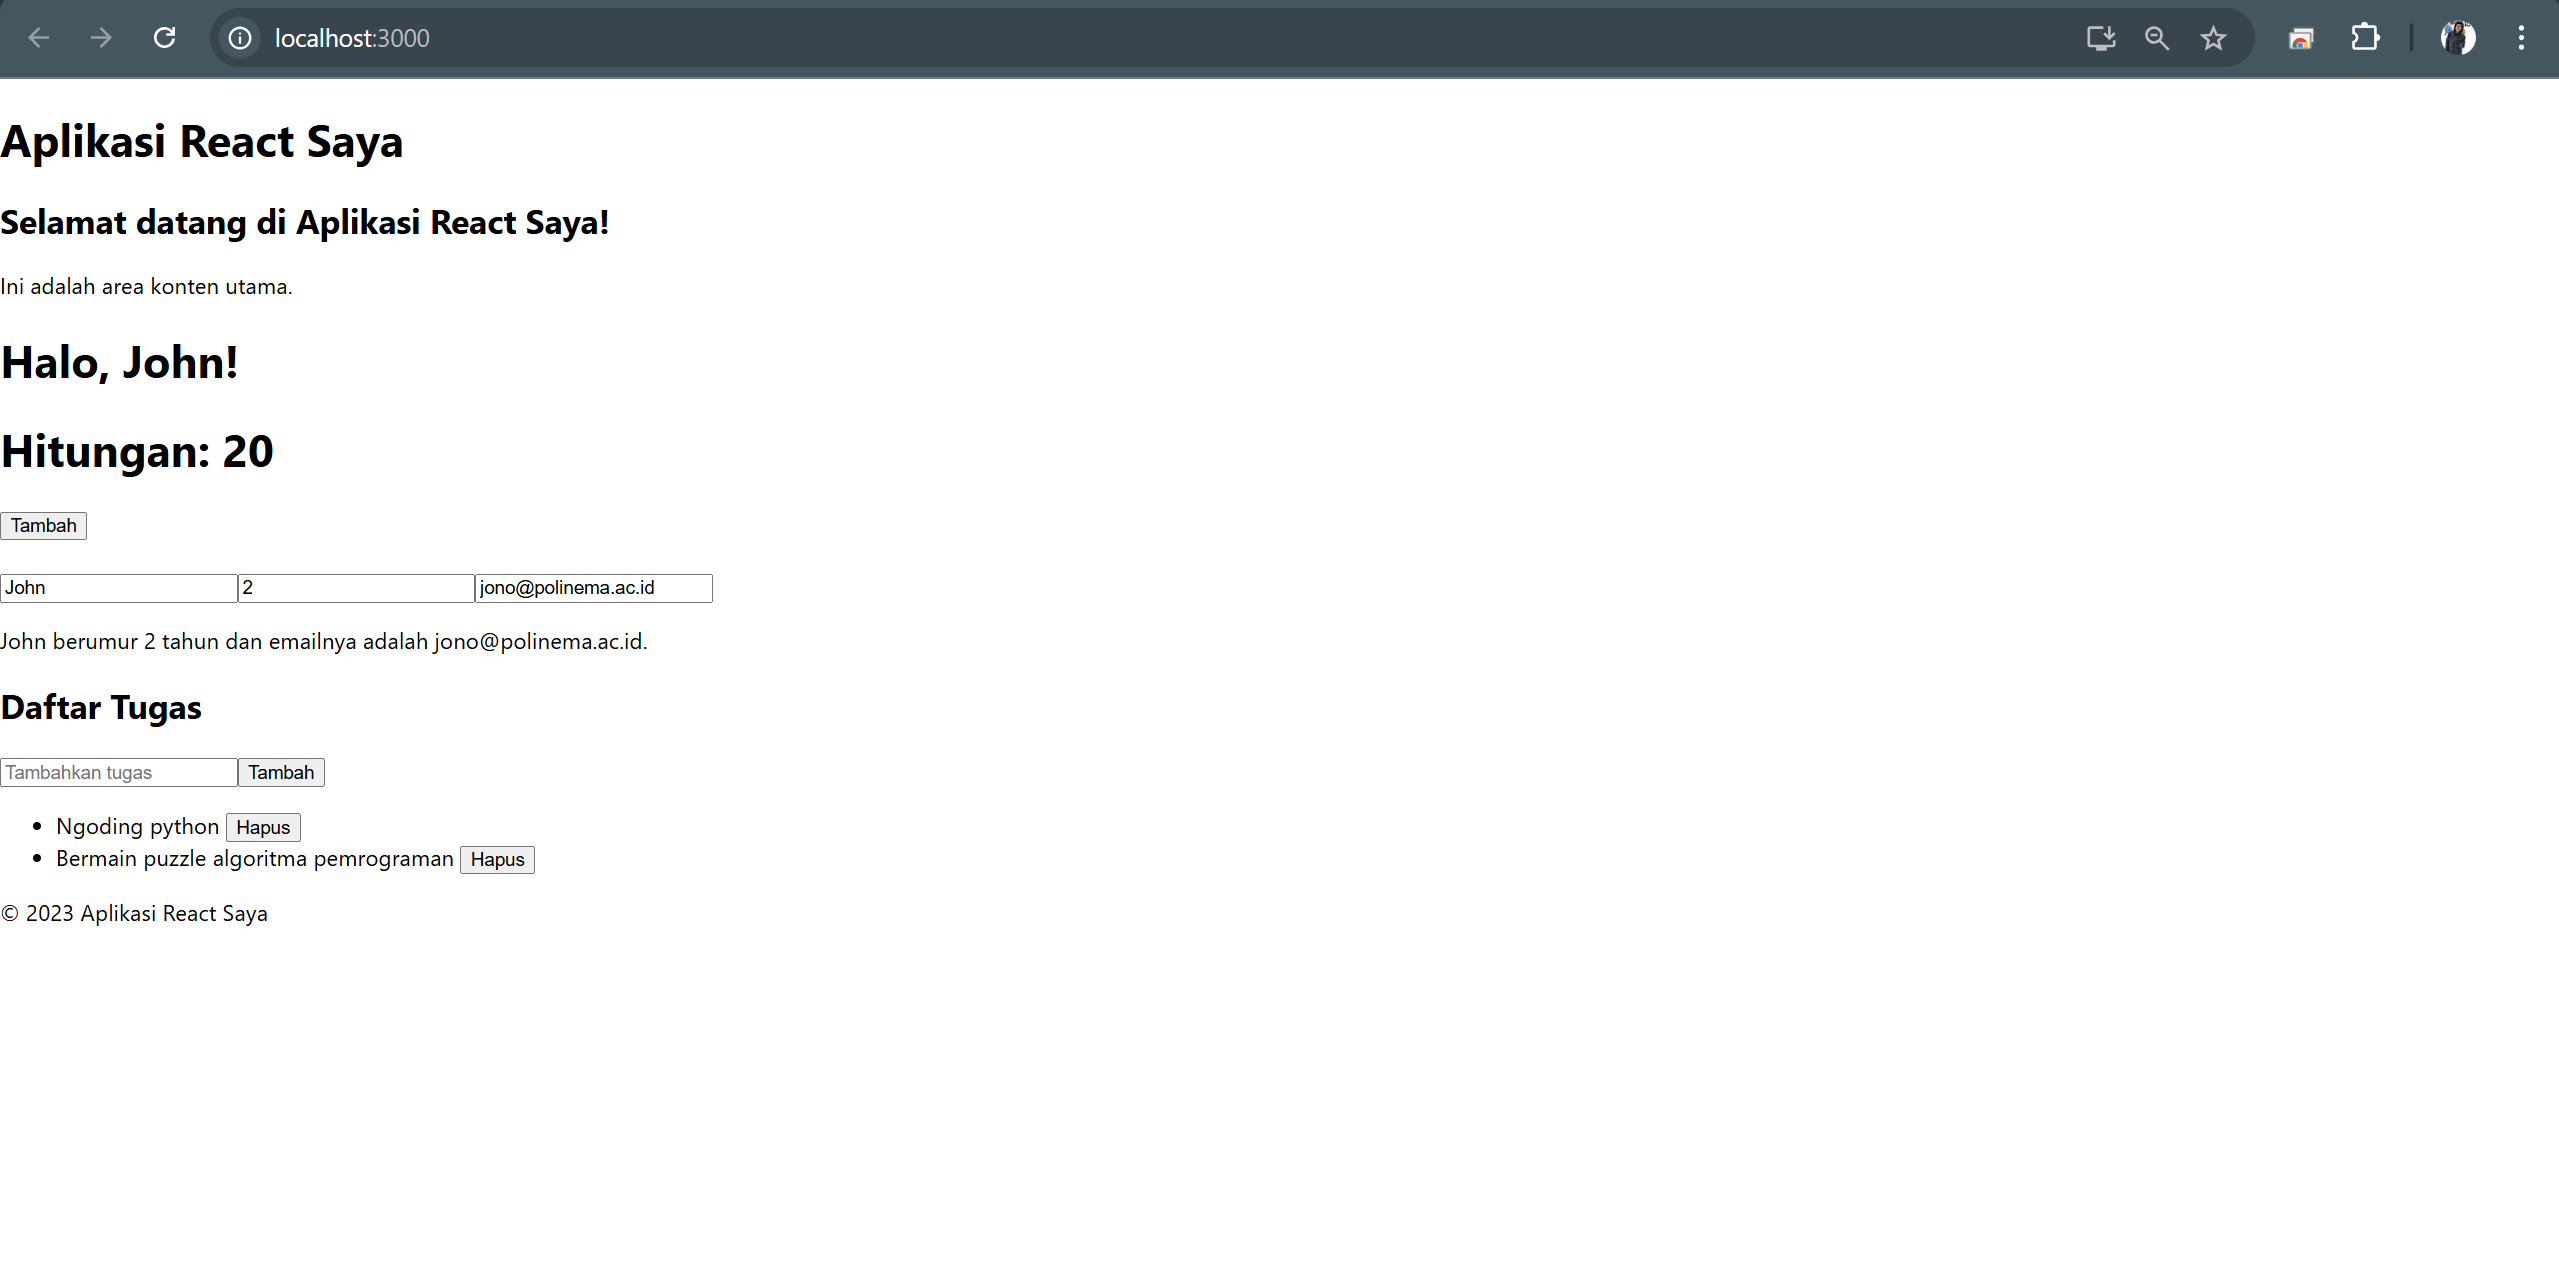 localhost:3000
Aplikasi React Saya
Selamat datang di Aplikasi React Saya!
Ini adalah area konten utama.
Halo, John!
Hitungan: 20
Tambah
John 2 jono@polinema.ac.id
John berumur 2 tahun dan emailnya adalah jono@polinema.ac.id.
Daftar Tugas
Tambahkan tugas Tambah
Ngoding python Hapus
Bermain puzzle algoritma pemrograman Hapus
© 2023 Aplikasi React Saya